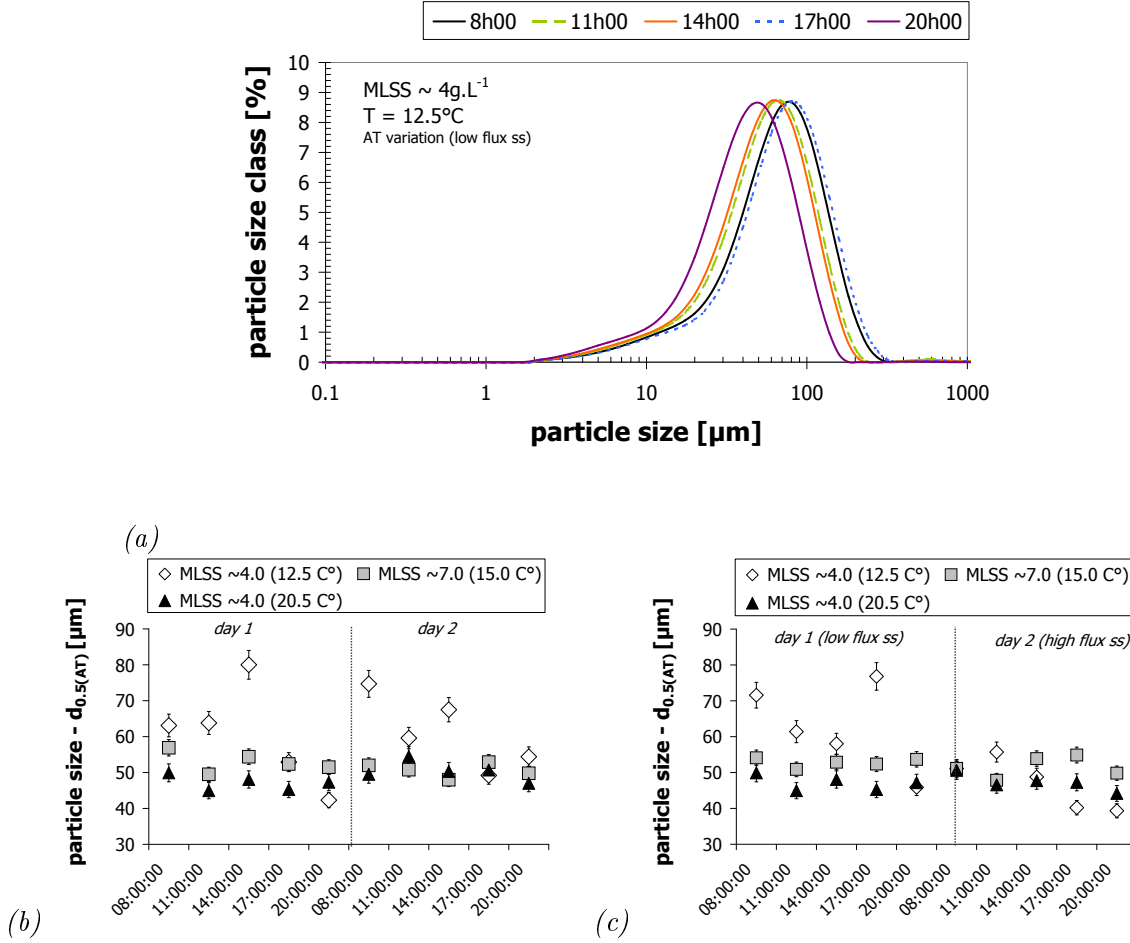 8h00 11h00 14h00 17h00 20h00
10
9
8
7
6
5
4
3
2
1
0
particle size class [%]
MLSS ~ 4g.L-1
T = 12.5°C
AT variation (low flux ss)
0.1 1 10 100 1000
particle size [µm]
(a)
MLSS ~4.0 (12.5 C°) MLSS ~7.0 (15.0 C°)
MLSS ~4.0 (20.5 C°)
particle size - d0.5(AT) [µm]
90
80
70
60
50
40
30
day 1 day 2
08:00:00 11:00:00 14:00:00 17:00:00 20:00:00 08:00:00 11:00:00 14:00:00 17:00:00 20:00:00
(b)
MLSS ~4.0 (12.5 C°) MLSS ~7.0 (15.0 C°)
MLSS ~4.0 (20.5 C°)
particle size - d0.5(AT) [µm]
90
80
70
60
50
40
30
day 1 (low flux ss) day 2 (high flux ss)
08:00:00 11:00:00 14:00:00 17:00:00 20:00:00 08:00:00 11:00:00 14:00:00 17:00:00 20:00:00
(c)